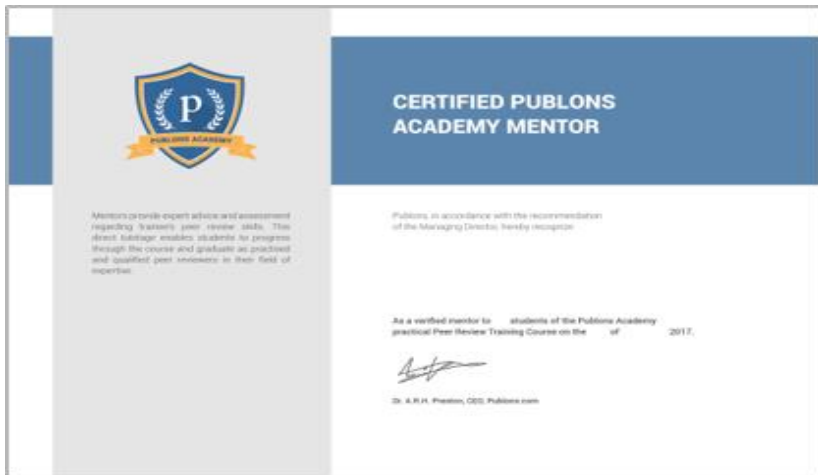 P
PUBLONS ACADEMY
Mentors provide expert advice and assessment
regarding trainee's peer review skills. This
direct tutelage enables students to progress
through the course and graduate as practised
and qualified peer reviewers in their field of
expertise.
CERTIFIED PUBLONS
ACADEMY MENTOR
Publons, in accordance with the recommendation
of the Managing Director, hereby recognize
As a verified mentor to students of the Publons Academy
practical Peer Review Training Course on the of 2017.
Dr. A.R.H. Preston, CEO, Publons.com